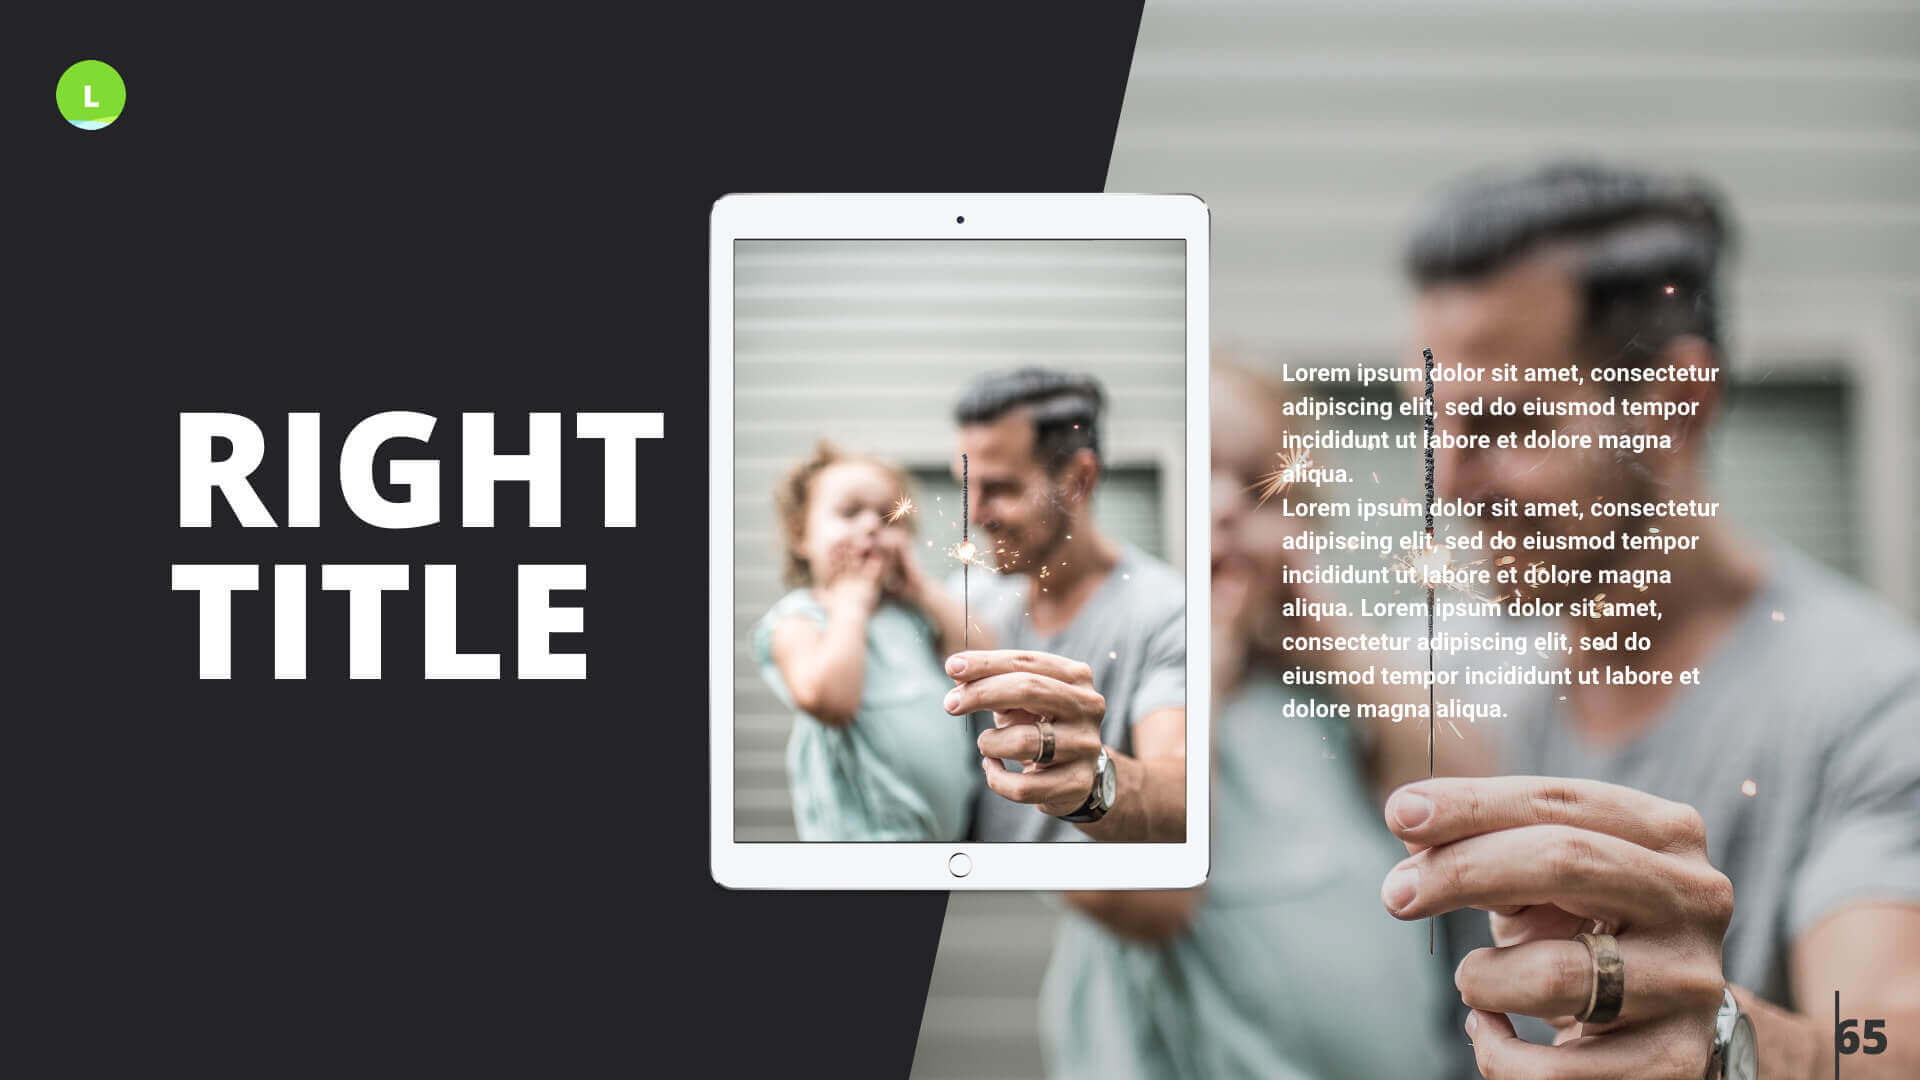 L
RIGHT
TITLE
Lorem ipsum dolor sit amet, consectetur
adipiscing elit, sed do eiusmod tempor
incididunt ut labore et dolore magna
aliqua.
Lorem ipsum dolor sit amet, consectetur
adipiscing elit, sed do eiusmod tempor
incididunt ut labore et dolore magna
aliqua. Lorem ipsum dolor sit amet,
consectetur adipiscing elit, sed do
eiusmod tempor incididunt ut labore et
dolore magna aliqua.
65